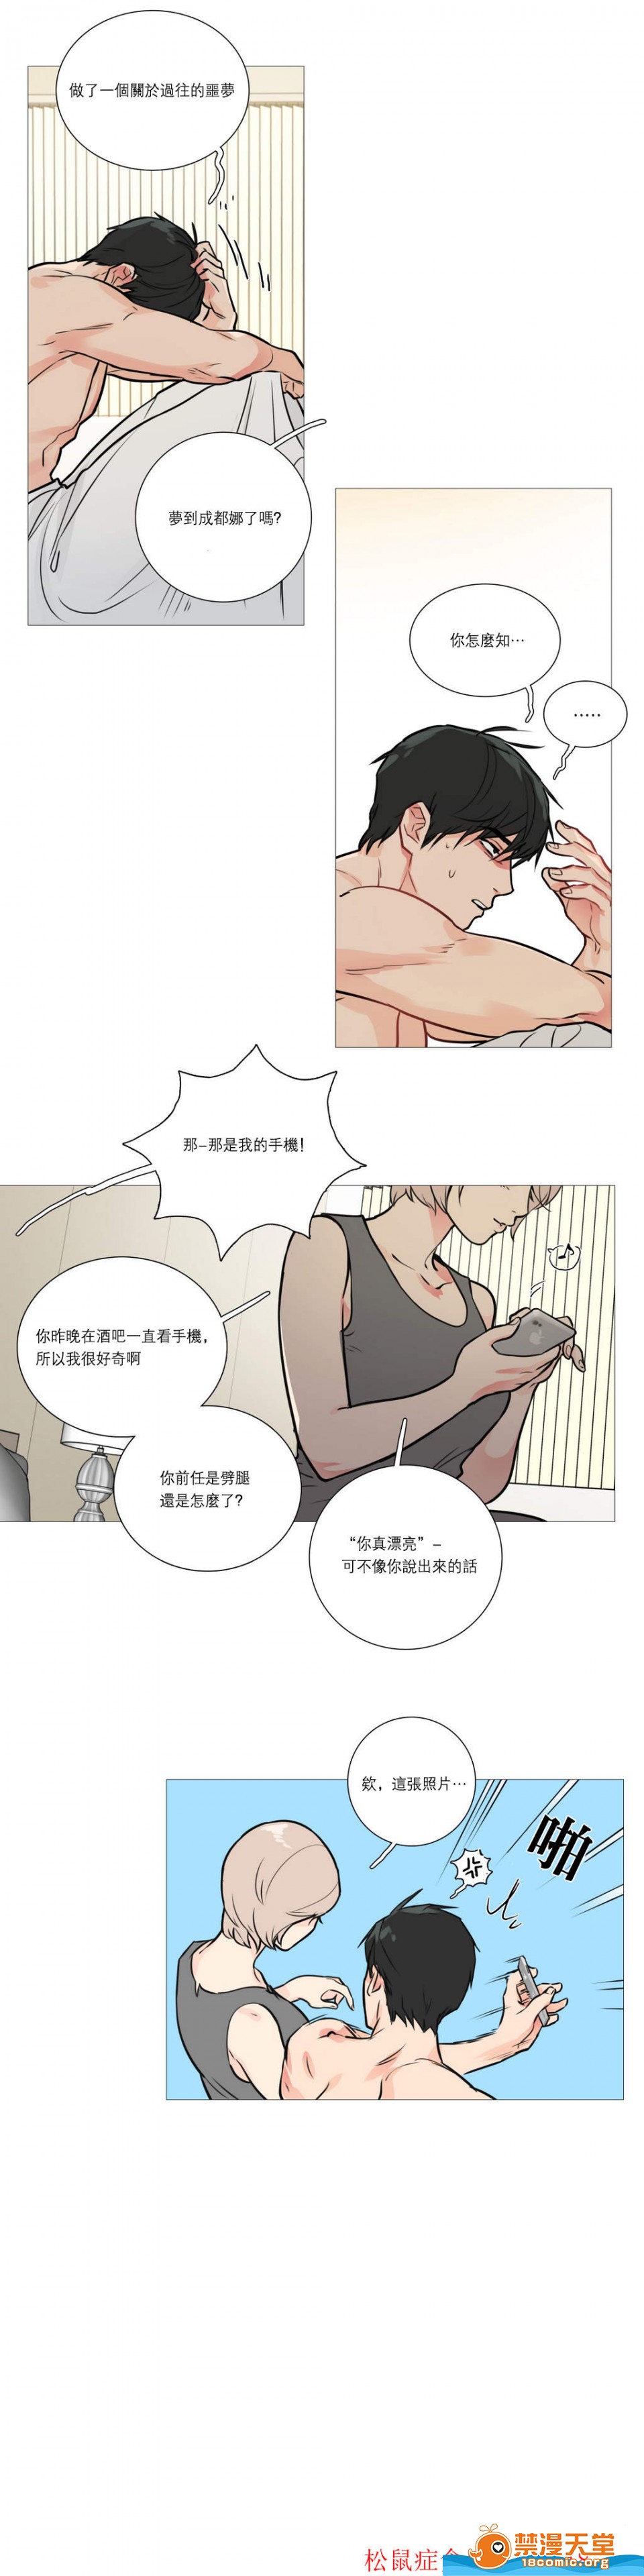 做了一個關於過往的噩夢
夢到成都娜了嗎?
你怎麼知…
.....
那-那是我的手機!
你昨晚在酒吧一直看手機,
所以我很好奇啊
你前任是劈腿
還是怎麼了?
“你真漂亮”-
可不像你說出來的話
欸，這張照片…
啪
松鼠症
禁漫天堂
18comic.org